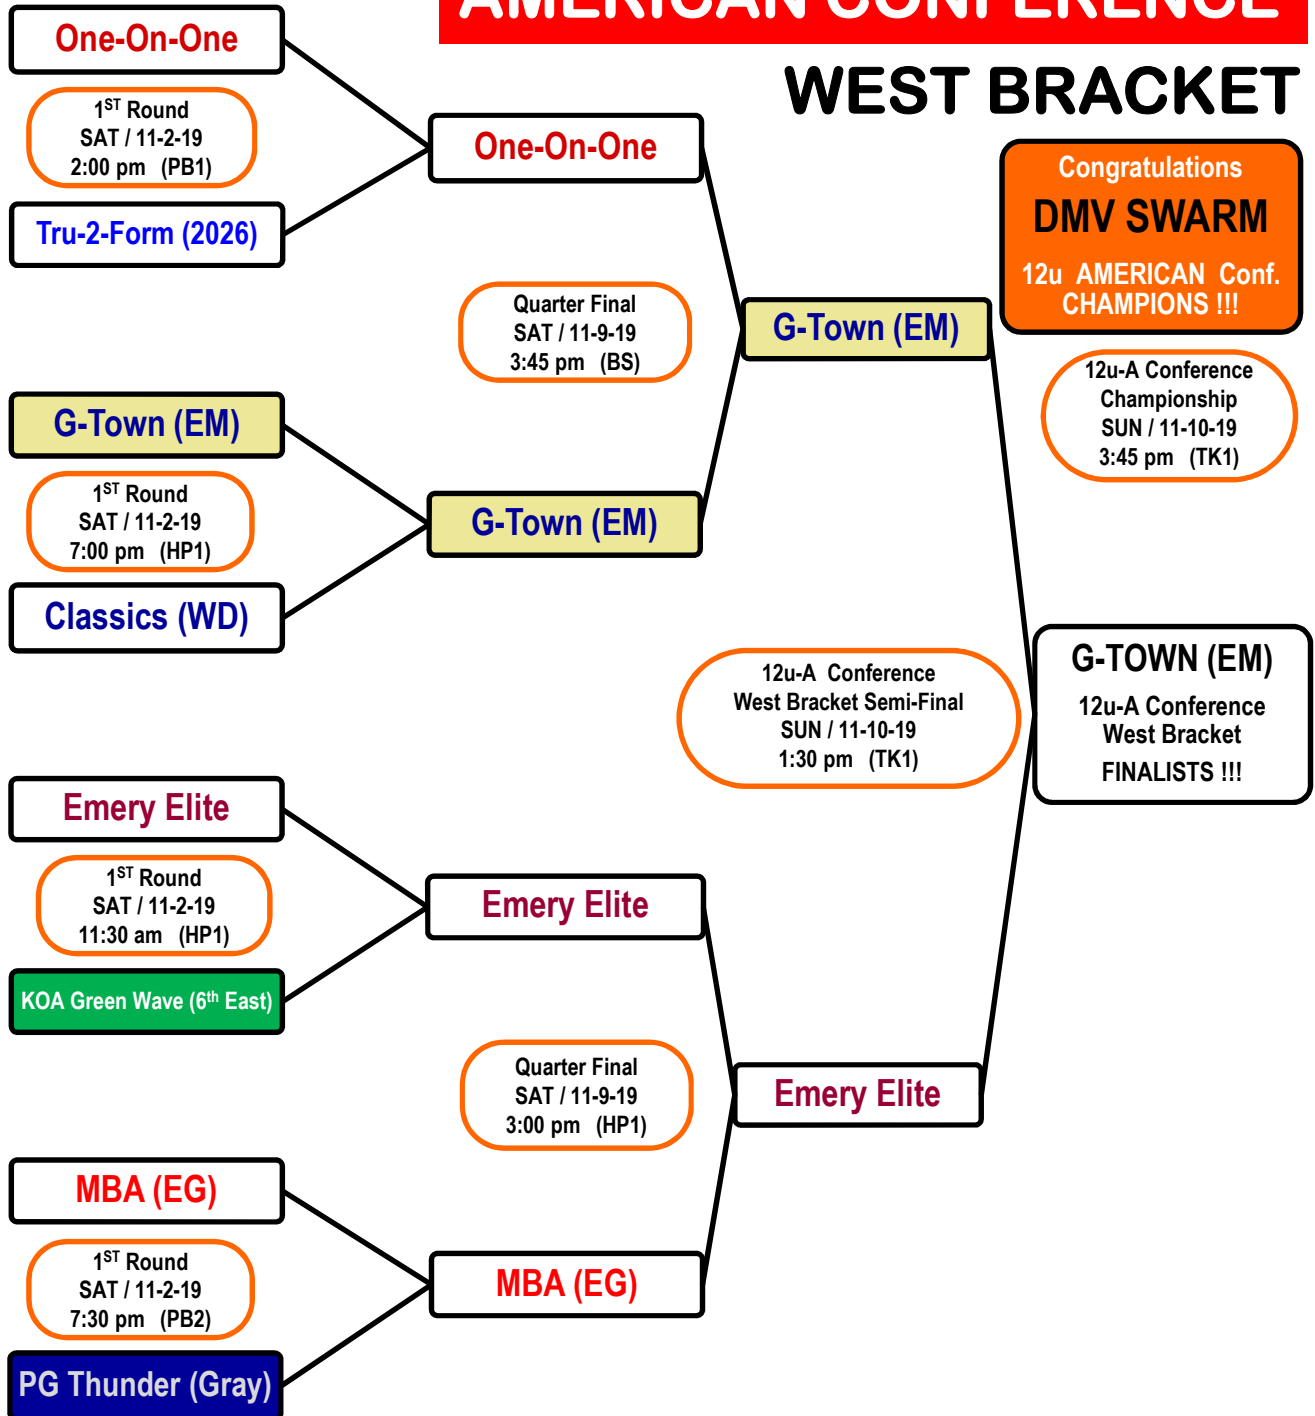 AMERICAN CONFERENCE
WEST BRACKET
One-On-One
1ST Round
SAT / 11-2-19
2:00 pm (PB1)
Tru-2-Form (2026)
One-On-One
Quarter Final
SAT / 11-9-19
3:45 pm (BS)
G-Town (EM)
1ST Round
SAT / 11-2-19
7:00 pm (HP1)
Classics (WD)
G-Town (EM)
G-Town (EM)
Congratulations
DMV SWARM
12u AMERICAN Conf.
CHAMPIONS !!!
12u-A Conference
Championship
SUN / 11-10-19
3:45 pm (TK1)
12u-A Conference
West Bracket Semi-Final
SUN / 11-10-19
1:30 pm (TK1)
G-TOWN (EM)
12u-A Conference
West Bracket
FINALISTS !!!
Emery Elite
1ST Round
SAT / 11-2-19
11:30 am (HP1)
KOA Green Wave (6th East)
Emery Elite
Quarter Final
SAT / 11-9-19
3:00 pm (HP1)
Emery Elite
MBA (EG)
1ST Round
SAT / 11-2-19
7:30 pm (PB2)
PG Thunder (Gray)
MBA (EG)